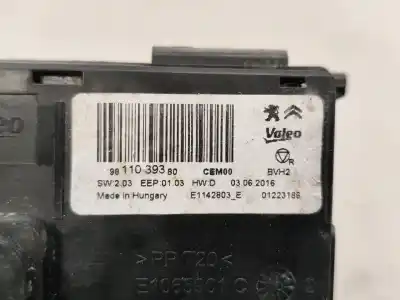 Valeo
98 110 393 80 CEM00
R
BVH2
SW:2.03 EEP:01.03 HW:D 03.06.2016
Made in Hungary E1142803_E 01223186
>PP T20<